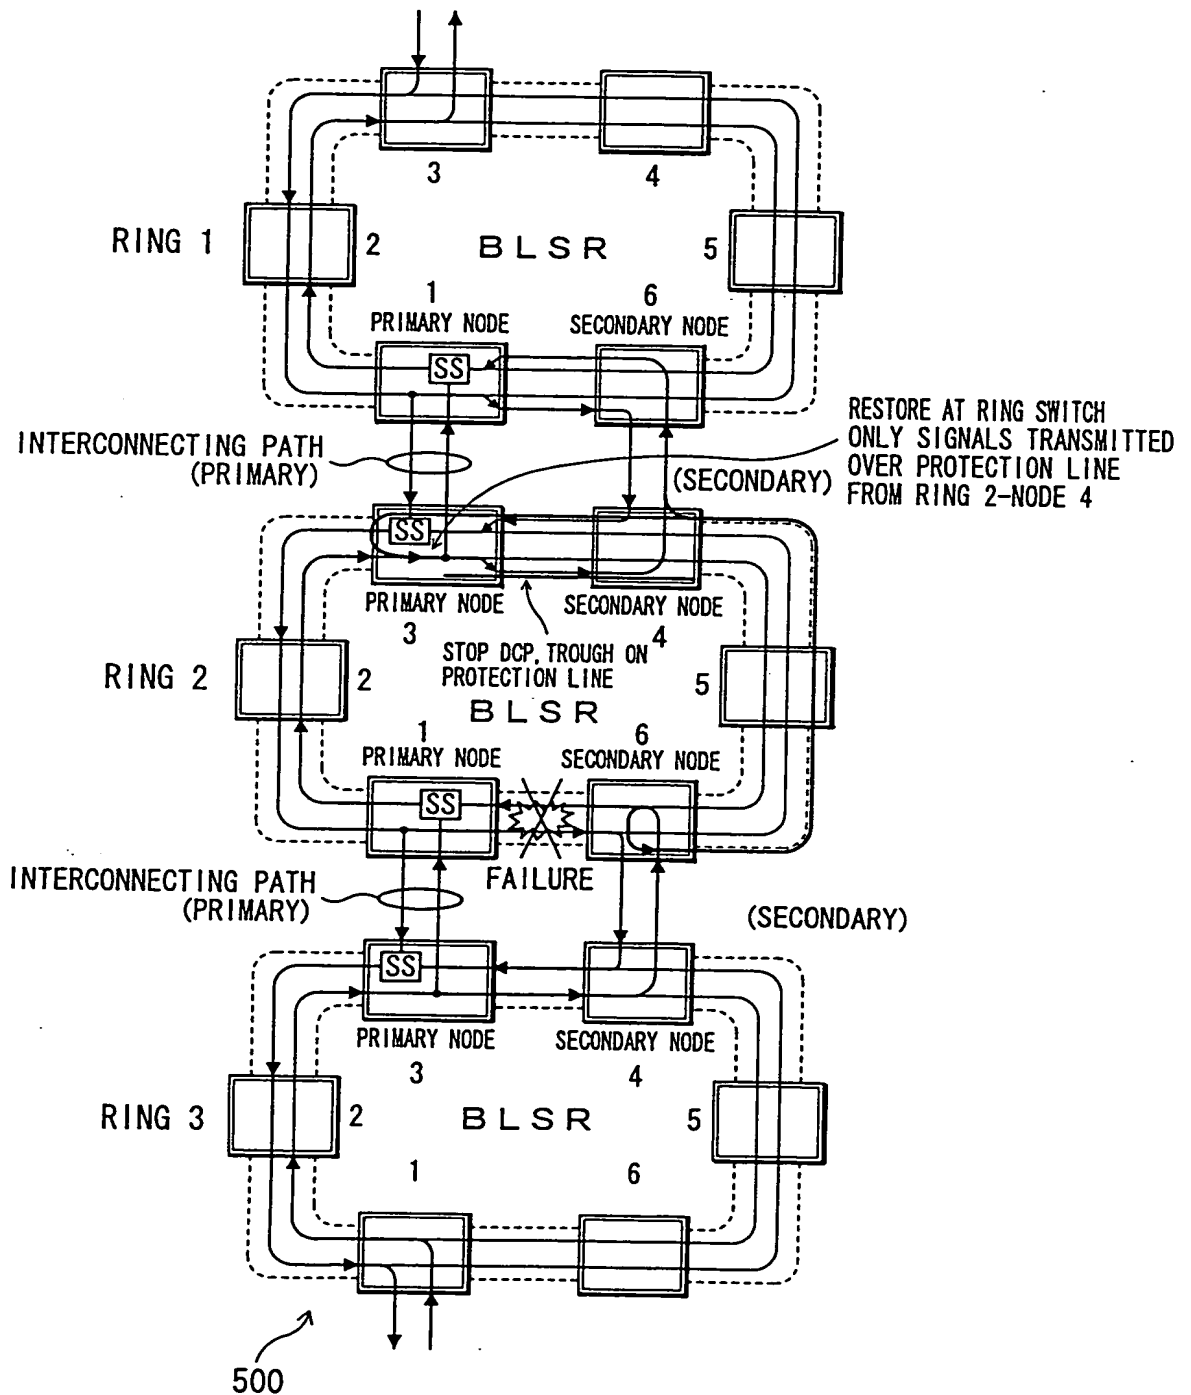 3
4
RING 1
2
BLSR
5
1
PRIMARY NODE
6
SECONDARY NODE
SS
INTERCONNECTING PATH
(PRIMARY)
(SECONDARY)
RESTORE AT RING SWITCH
ONLY SIGNALS TRANSMITTED
OVER PROTECTION LINE
FROM RING 2-NODE 4
SS
PRIMARY NODE
3
SECONDARY NODE
4
STOP DCP, TROUGH ON
PROTECTION LINE
RING 2
2
BLSR
5
1
PRIMARY NODE
6
SECONDARY NODE
SS
FAILURE
INTERCONNECTING PATH
(PRIMARY)
(SECONDARY)
SS
PRIMARY NODE
3
SECONDARY NODE
4
RING 3
2
BLSR
5
1
6
500